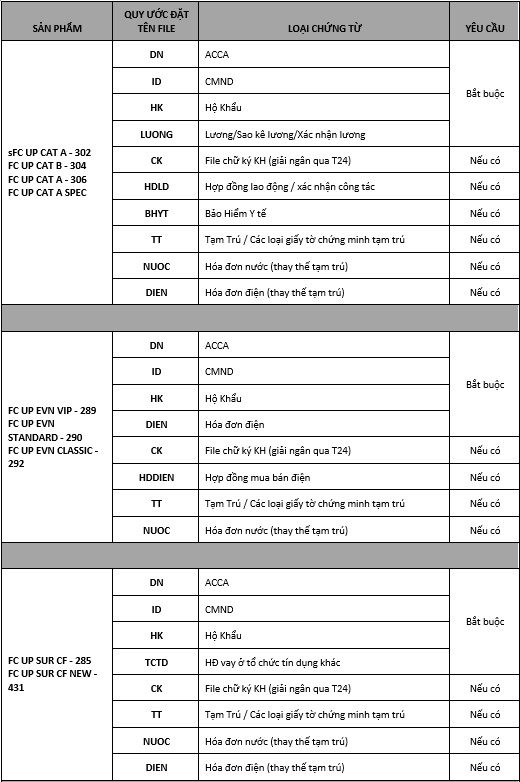 SẢN PHẨM
QUY ƯỚC ĐẶT
TÊN FILE
LOẠI CHỨNG TỪ
YÊU CẦU
sFC UP CAT A - 302
FC UP CAT B - 304
FC UP CAT A - 306
FC UP CAT A SPEC
DN ACCA
ID CMND
HK Hộ Khẩu
LUONG Lương/Sao kê lương/Xác nhận lương
Bắt buộc
CK File chữ ký KH (giải ngân qua T24) Nếu có
HDLD Hợp đồng lao động / xác nhận công tác Nếu có
BHYT Bảo Hiểm Y tế Nếu có
TT Tạm Trú / Các loại giấy tờ chứng minh tạm trú Nếu có
NUOC Hóa đơn nước (thay thế tạm trú) Nếu có
DIEN Hóa đơn điện (thay thế tạm trú) Nếu có
FC UP EVN VIP - 289
FC UP EVN
STANDARD - 290
FC UP EVN CLASSIC -
292
DN ACCA
ID CMND
HK Hộ Khẩu
DIEN Hóa đơn điện
Bắt buộc
CK File chữ ký KH (giải ngân qua T24) Nếu có
HDDIEN Hợp đồng mua bán điện Nếu có
TT Tạm Trú / Các loại giấy tờ chứng minh tạm trú Nếu có
NUOC Hóa đơn nước (thay thế tạm trú) Nếu có
FC UP SUR CF - 285
FC UP SUR CF NEW -
431
DN ACCA
ID CMND
HK Hộ Khẩu
TCTD HĐ vay ở tổ chức tín dụng khác
Bắt buộc
CK File chữ ký KH (giải ngân qua T24) Nếu có
TT Tạm Trú / Các loại giấy tờ chứng minh tạm trú Nếu có
NUOC Hóa đơn nước (thay thế tạm trú) Nếu có
DIEN Hóa đơn điện (thay thế tạm trú) Nếu có